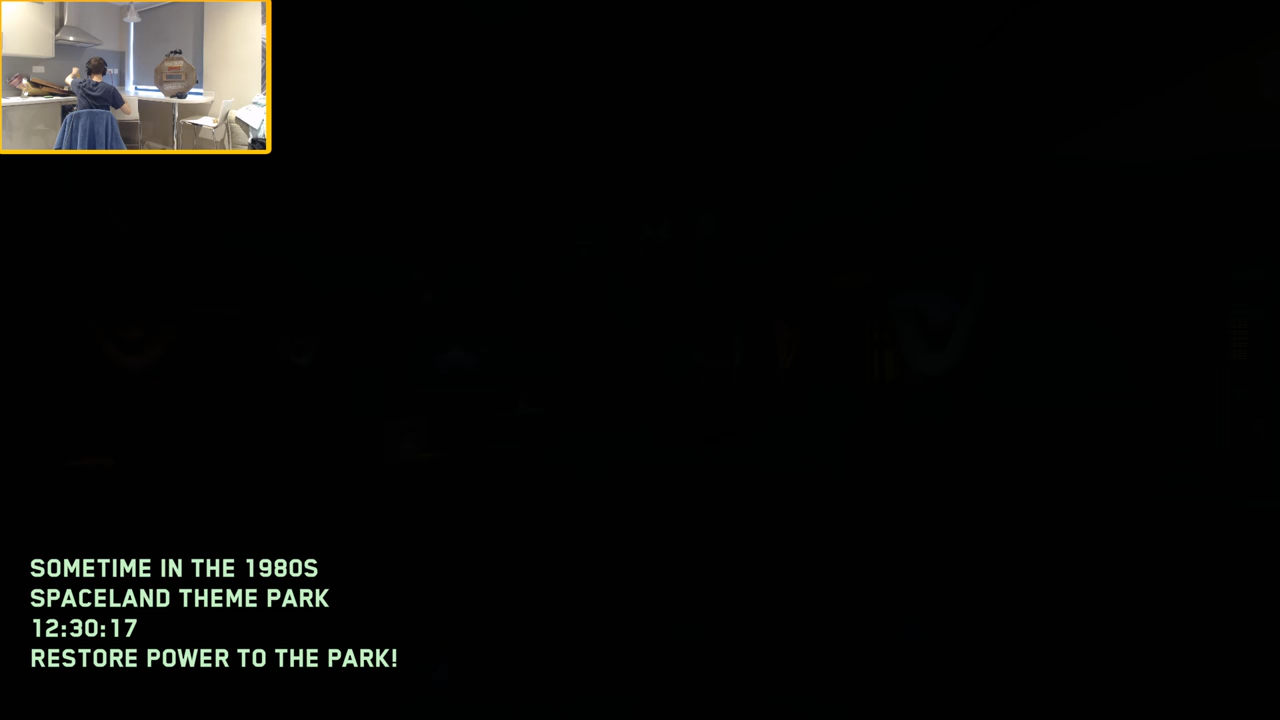 SOMETIME IN THE 1980S
SPACELAND THEME PARK
12:30:17
RESTORE POWER TO THE PARK!